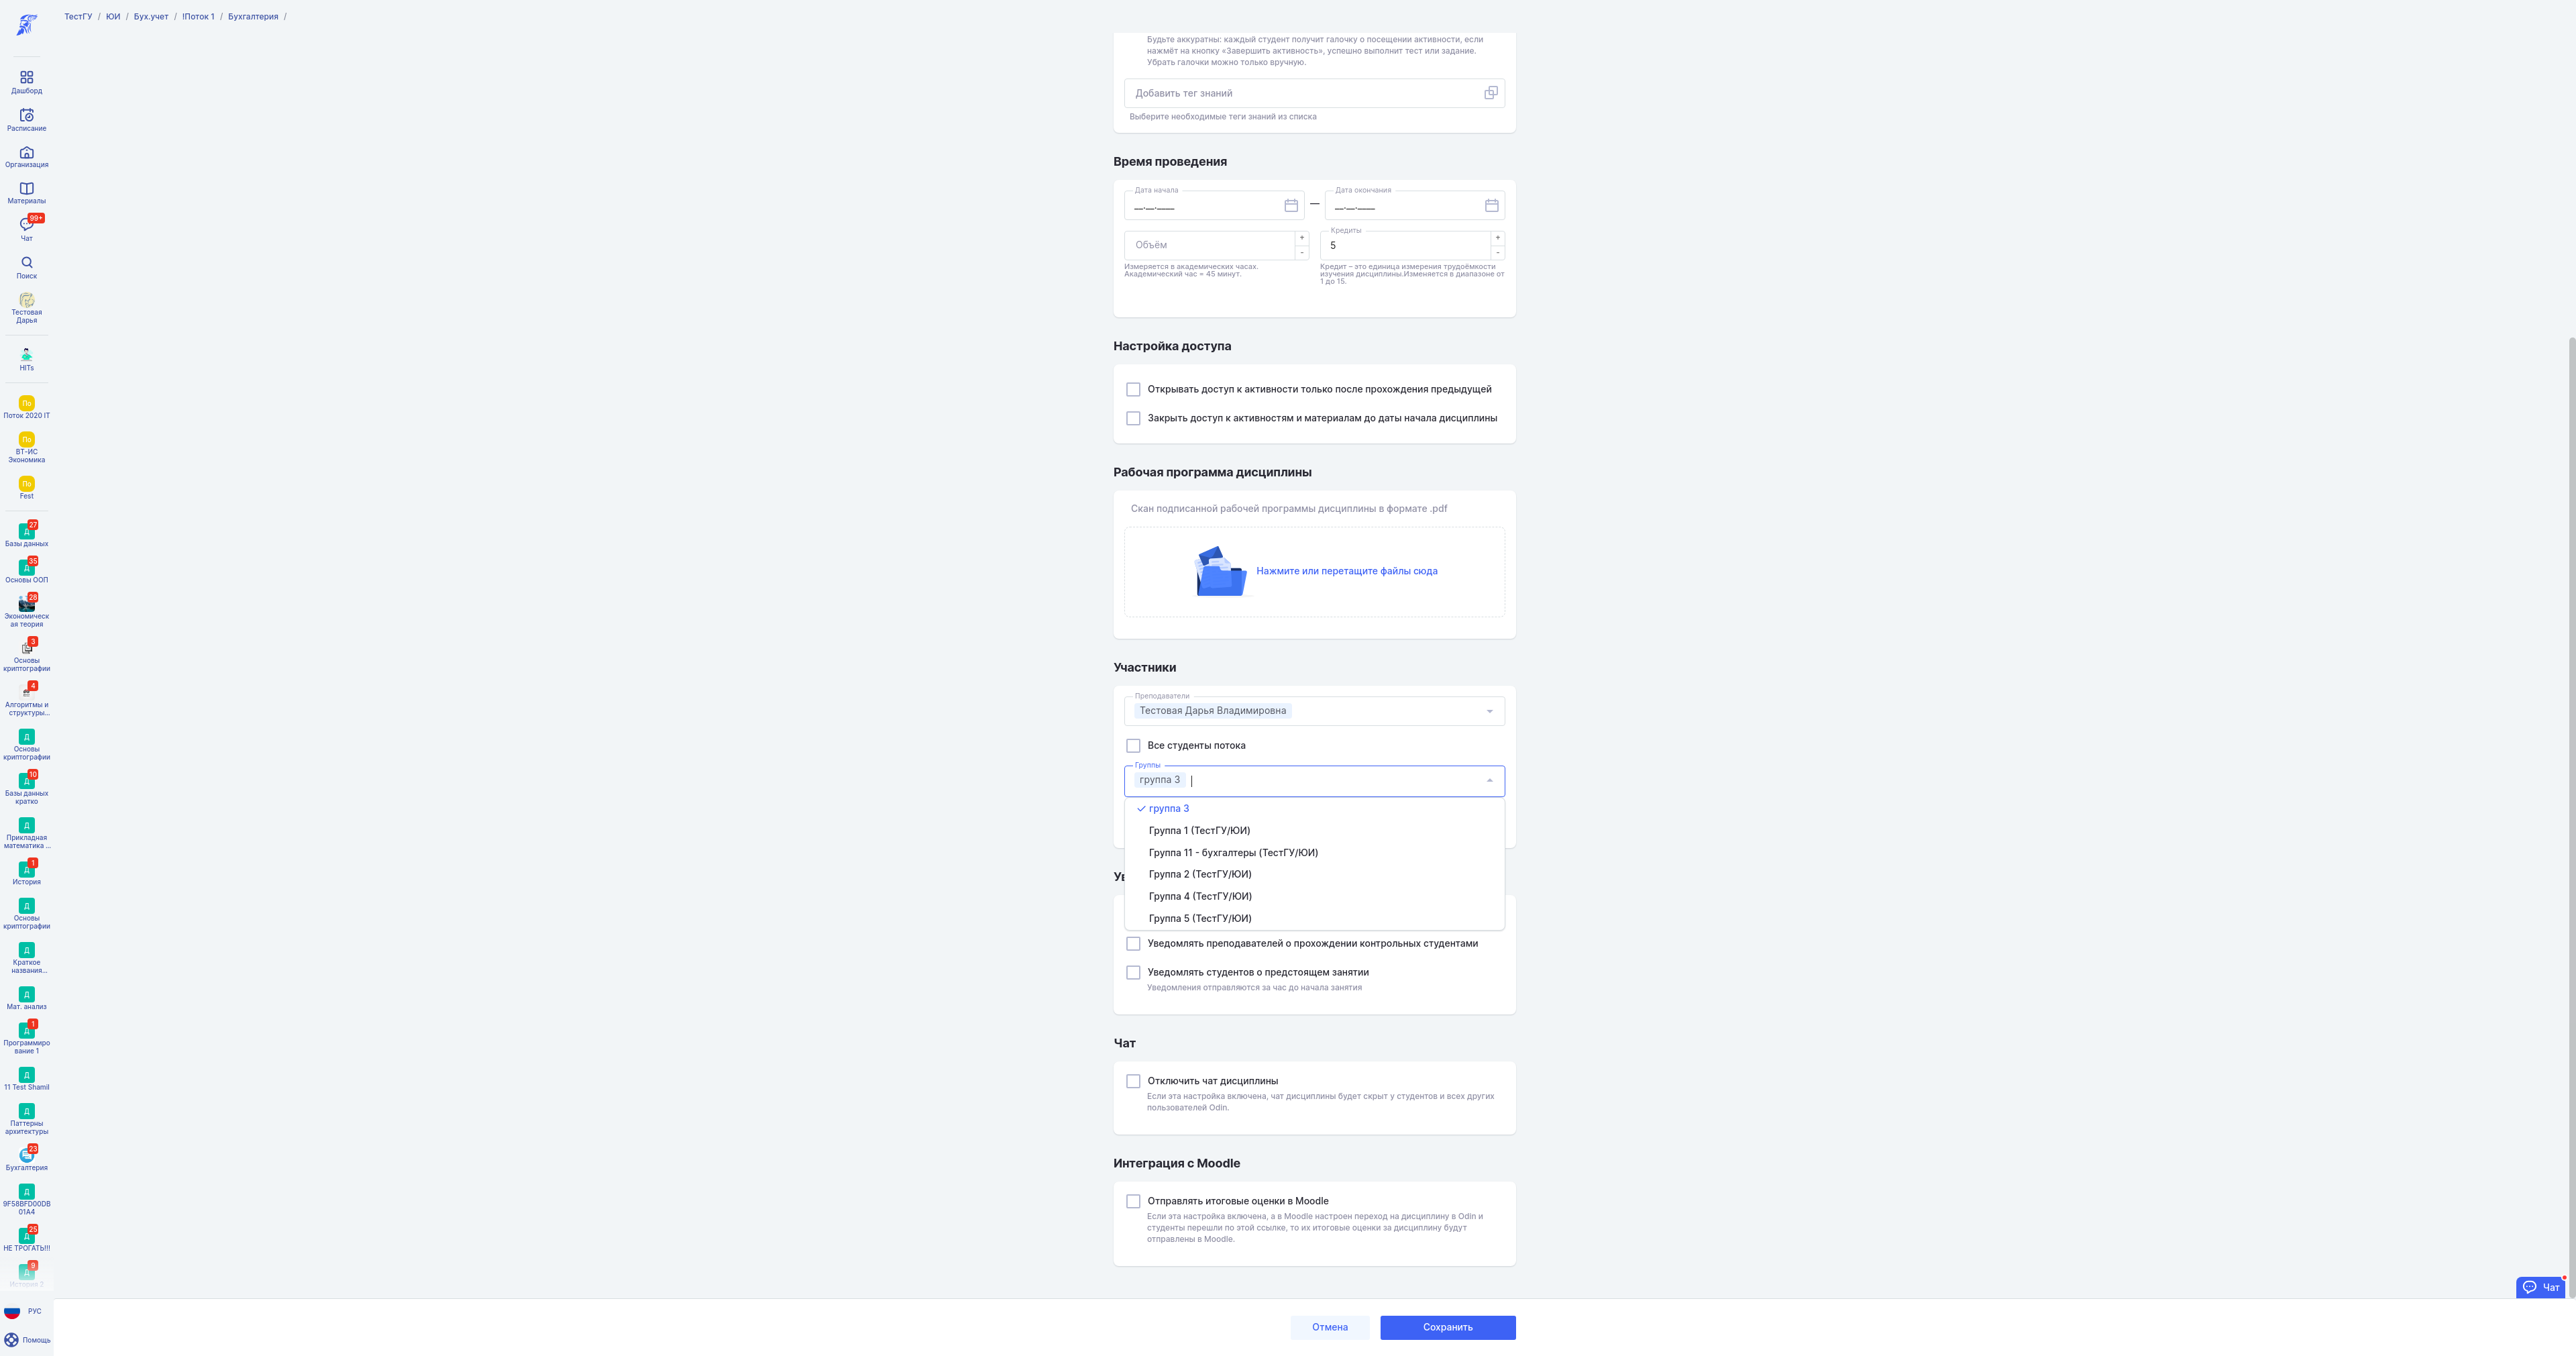 ТестГУ / ЮИ / Бух.учет / !Поток 1 / Бухгалтерия /
Дашборд
Расписание
Организация
Материалы
99+
Чат
Поиск
Тестовая
Дарья
HITs
По
Поток 2020 IT
По
ВТ-ИС
Экономика
По
Fest
27
Д
Базы данных
35
Д
Основы ООП
28
Экономическ
ая теория
3
Основы
криптографии
4
Алгоритмы и
структуры...
Д
Основы
криптографии
10
Д
Базы данных
кратко
Д
Прикладная
математика ...
1
Д
История
Д
Основы
криптографии
Д
Краткое
названия...
Д
Мат. анализ
1
Д
Программиро
вание 1
Д
11 Test Shamil
Д
Паттерны
архитектуры
23
Бухгалтерия
Д
9F58BFD00DB
01A4
25
Д
НЕ ТРОГАТЬ!!!
9
Д
История 2
РУС
Помощь
Будьте аккуратны: каждый студент получит галочку о посещении активности, если
нажмёт на кнопку «Завершить активность», успешно выполнит тест или задание.
Убрать галочки можно только вручную.
Добавить тег знаний
Выберите необходимые теги знаний из списка
Время проведения
Дата начала
__.__.____
—
Дата окончания
__.__.____
Объём
+
-
Измеряется в академических часах.
Академический час = 45 минут.
Кредиты
5
+
-
Кредит – это единица измерения трудоёмкости
изучения дисциплины.Изменяется в диапазоне от
1 до 15.
Настройка доступа
Открывать доступ к активности только после прохождения предыдущей
Закрыть доступ к активностям и материалам до даты начала дисциплины
Рабочая программа дисциплины
Скан подписанной рабочей программы дисциплины в формате .pdf
Нажмите или перетащите файлы сюда
Участники
Преподаватели
Тестовая Дарья Владимировна
Все студенты потока
Группы
группа 3
группа 3
Группа 1 (ТестГУ/ЮИ)
Группа 11 - бухгалтеры (ТестГУ/ЮИ)
Группа 2 (ТестГУ/ЮИ)
Группа 4 (ТестГУ/ЮИ)
Группа 5 (ТестГУ/ЮИ)
Уведомлять преподавателей о прохождении контрольных студентами
Уведомлять студентов о предстоящем занятии
Уведомления отправляются за час до начала занятия
Чат
Отключить чат дисциплины
Если эта настройка включена, чат дисциплины будет скрыт у студентов и всех других
пользователей Odin.
Интеграция с Moodle
Отправлять итоговые оценки в Moodle
Если эта настройка включена, а в Moodle настроен переход на дисциплину в Odin и
студенты перешли по этой ссылке, то их итоговые оценки за дисциплину будут
отправлены в Moodle.
Чат
Отмена
Сохранить